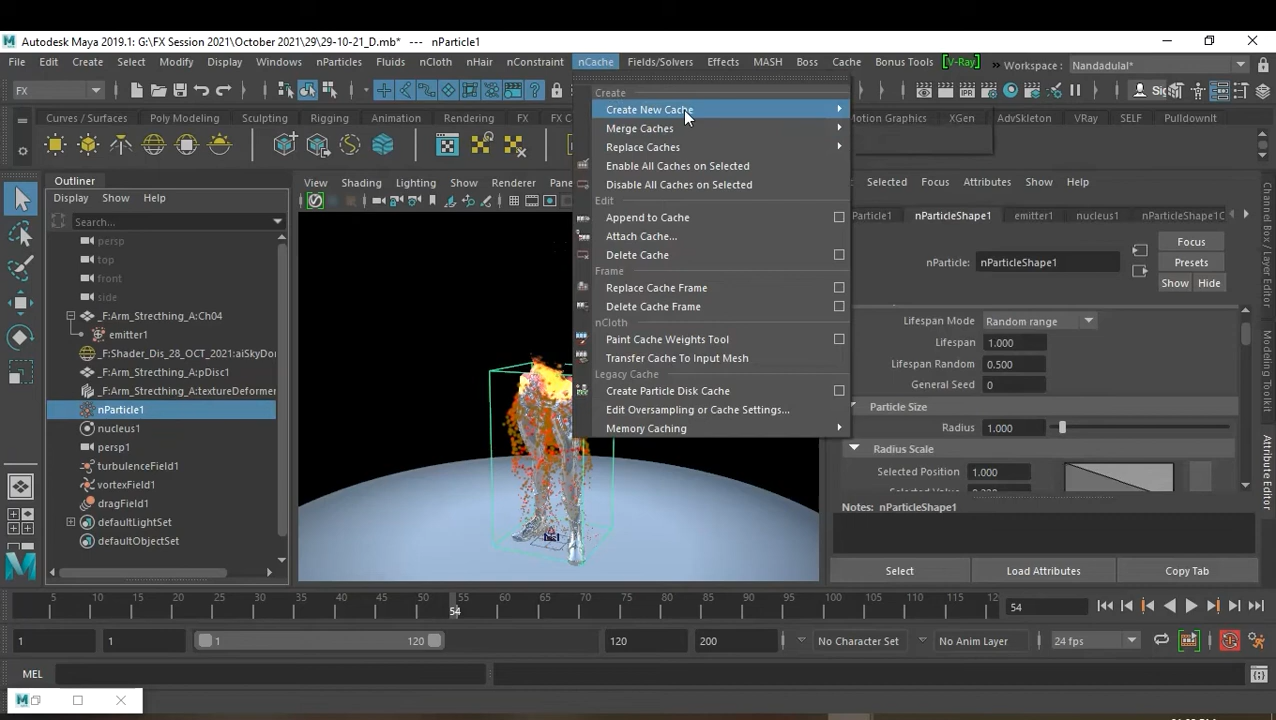 Autodesk Maya 2019.1: G:\FX Session 2021\October 2021\29\29-10-21_D.mb* --- nParticle1
File Edit Create Select Modify Display Windows nParticles Fluids nCloth nHair nConstraint nCache Fields/Solvers Effects MASH Boss Cache Bonus Tools [V-Ray] » Workspace : Nandadulal*
FX
Curves / Surfaces Poly Modeling Sculpting Rigging Animation Rendering FX Motion Graphics XGen AdvSkeleton VRay SELF PulldownIt
Create
Create New Cache
Merge Caches
Replace Caches
Enable All Caches on Selected
Disable All Caches on Selected
Edit
Append to Cache
Attach Cache...
Delete Cache
Frame
Replace Cache Frame
Delete Cache Frame
nCloth
Paint Cache Weights Tool
Transfer Cache To Input Mesh
Legacy Cache
Create Particle Disk Cache
Edit Oversampling or Cache Settings...
Memory Caching
Outliner
Display Show Help
Search...
persp
top
front
side
_F:Arm_Strecthing_A:Ch04
emitter1
_F:Shader_Dis_28_OCT_2021:aiSkyDor
_F:Arm_Strecthing_A:pDisc1
_F:Arm_Strecthing_A:textureDeformer
nParticle1
nucleus1
persp1
turbulenceField1
vortexField1
dragField1
defaultLightSet
defaultObjectSet
View Shading Lighting Show Renderer
Selected Focus Attributes Show Help
nParticleShape1 emitter1 nucleus1
nParticle: nParticleShape1
Focus
Presets
Show Hide
Lifespan Mode Random range
Lifespan 1.000
Lifespan Random 0.500
General Seed 0
Particle Size
Radius 1.000
Radius Scale
Selected Position 1.000
Notes: nParticleShape1
Select Load Attributes Copy Tab
Channel Box / Layer Editor
Attribute Editor
5 10 15 20 25 30 35 40 45 50 54 60 65 70 75 80 85 90 95 100 105 110 115 54
1 1 1 120 120 200 No Character Set No Anim Layer 24 fps
MEL